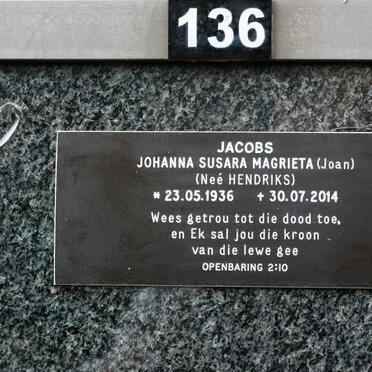 136
JACOBS
JOHANNA SUSARA MAGRIETA (Joan)
(Neé HENDRIKS)
* 23.05.1936 + 30.07.2014
Wees getrou tot die dood toe,
en Ek sal jou die kroon
van die lewe gee
OPENBARING 2:10